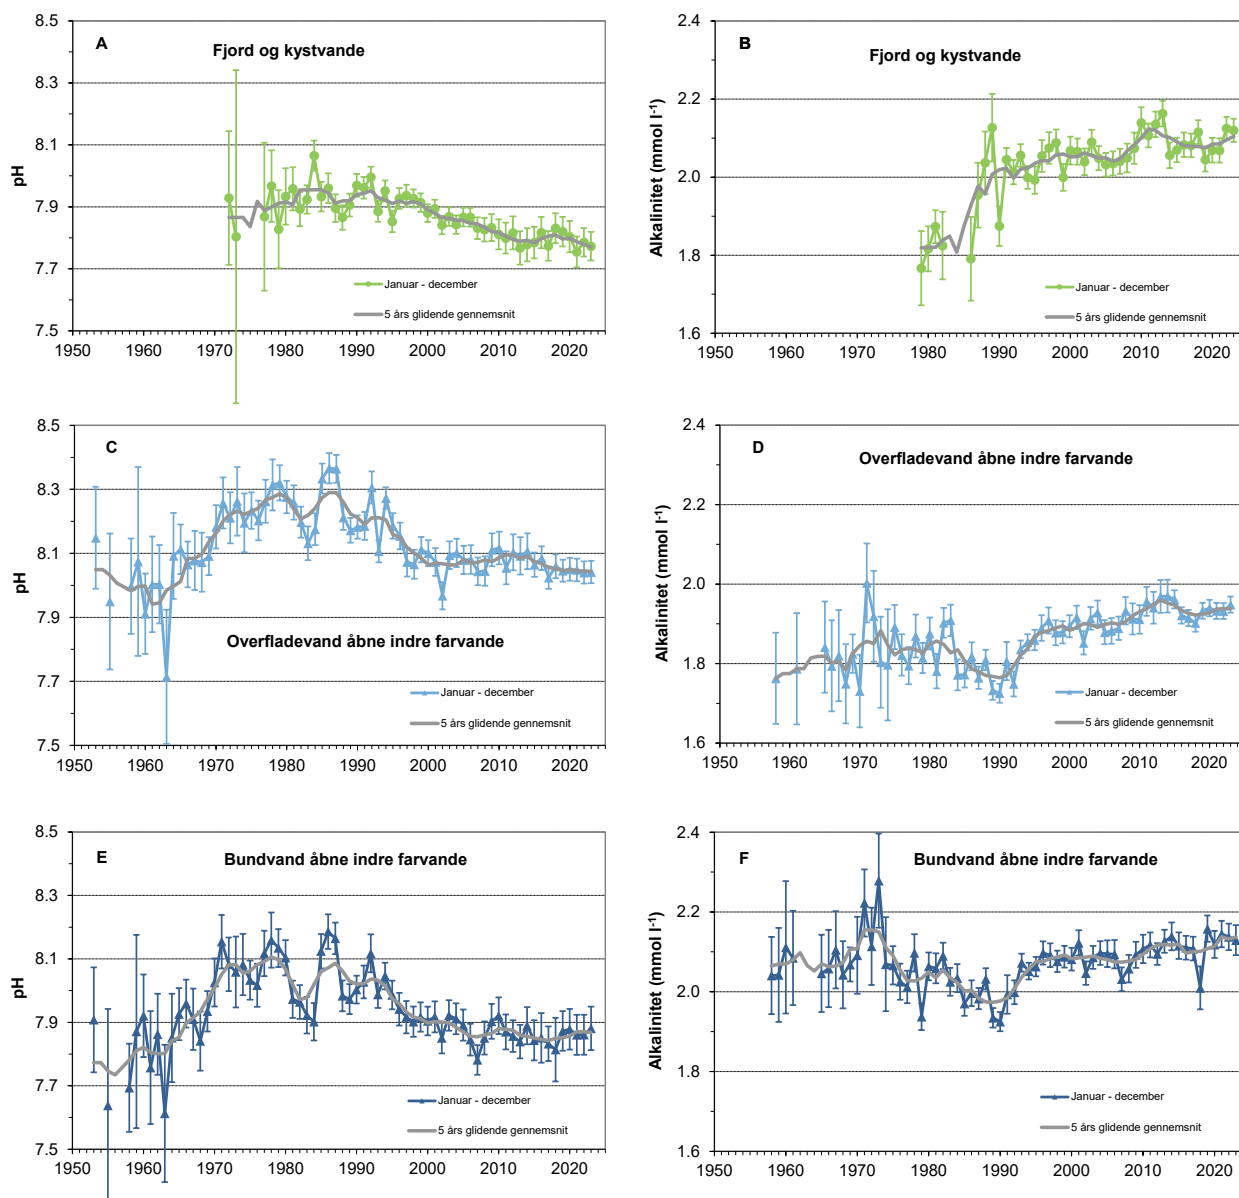 A
Fjord og kystvande
pH
8.5
8.3
8.1
7.9
7.7
7.5
1950 1960 1970 1980 1990 2000 2010 2020
Januar - december
5 års glidende gennemsnit
B
Fjord og kystvande
Alkalinitet (mmol l⁻¹)
2.4
2.2
2.0
1.8
1.6
1950 1960 1970 1980 1990 2000 2010 2020
Januar - december
5 års glidende gennemsnit
C
Overfladevand åbne indre farvande
pH
8.5
8.3
8.1
7.9
7.7
7.5
1950 1960 1970 1980 1990 2000 2010 2020
Januar - december
5 års glidende gennemsnit
D
Overfladevand åbne indre farvande
Alkalinitet (mmol l⁻¹)
2.4
2.2
2.0
1.8
1.6
1950 1960 1970 1980 1990 2000 2010 2020
Januar - december
5 års glidende gennemsnit
E
Bundvand åbne indre farvande
pH
8.5
8.3
8.1
7.9
7.7
7.5
1950 1960 1970 1980 1990 2000 2010 2020
Januar - december
5 års glidende gennemsnit
F
Bundvand åbne indre farvande
Alkalinitet (mmol l⁻¹)
2.4
2.2
2.0
1.8
1.6
1950 1960 1970 1980 1990 2000 2010 2020
Januar - december
5 års glidende gennemsnit